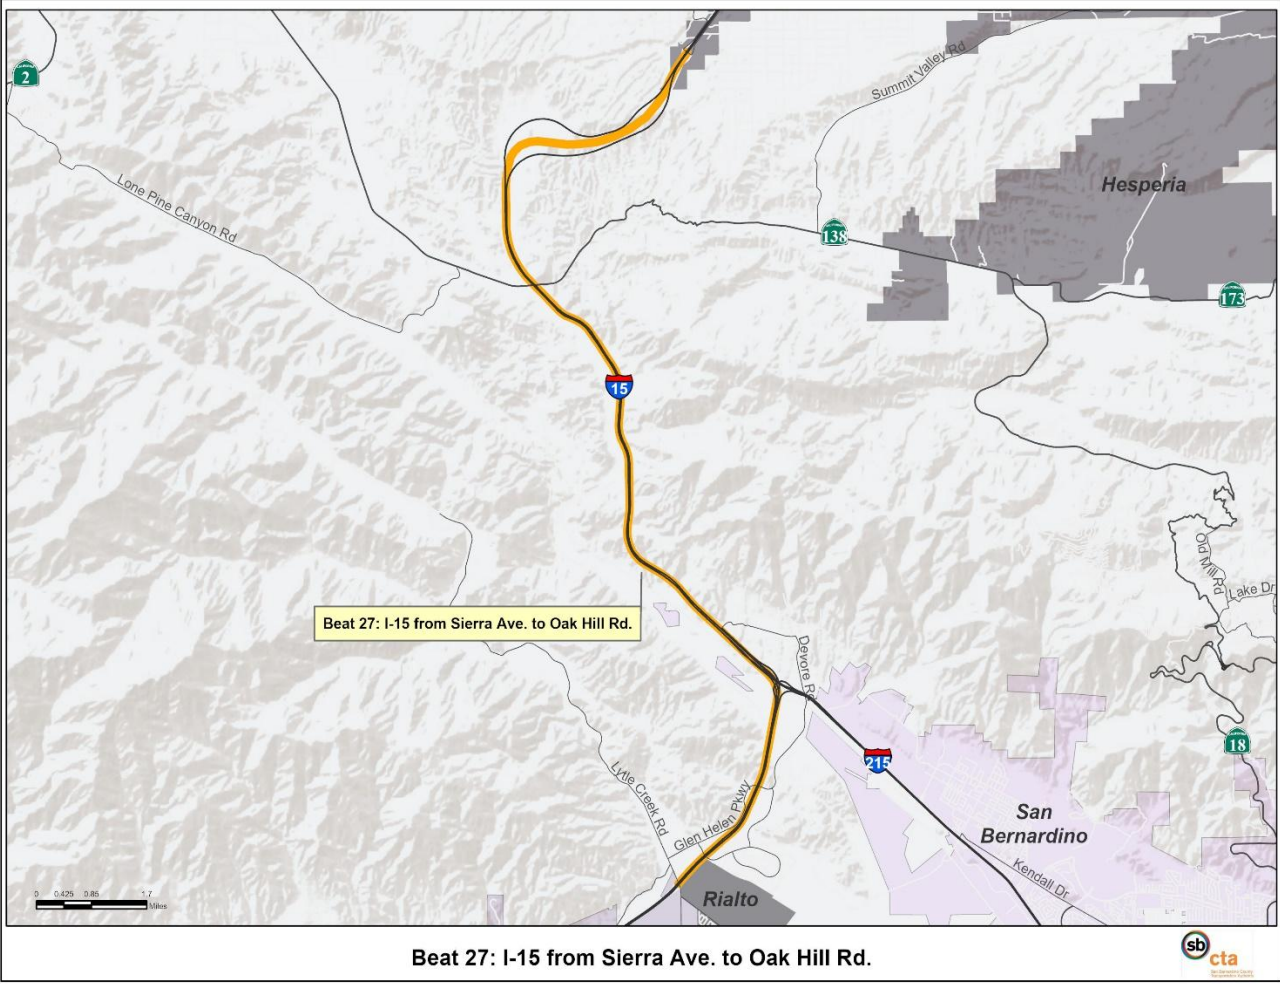 2
Summit Valley Rd
Hesperia
Lone Pine Canyon Rd
138
173
15
Old Mill Rd
Lake Dr
Beat 27: I-15 from Sierra Ave. to Oak Hill Rd.
Devore Rd
18
215
Lytle Creek Rd
Glen Helen Pkwy
San
Bernardino
Kendall Dr
Rialto
0 0.425 0.85 1.7
Miles
Beat 27: I-15 from Sierra Ave. to Oak Hill Rd.
sb
cta